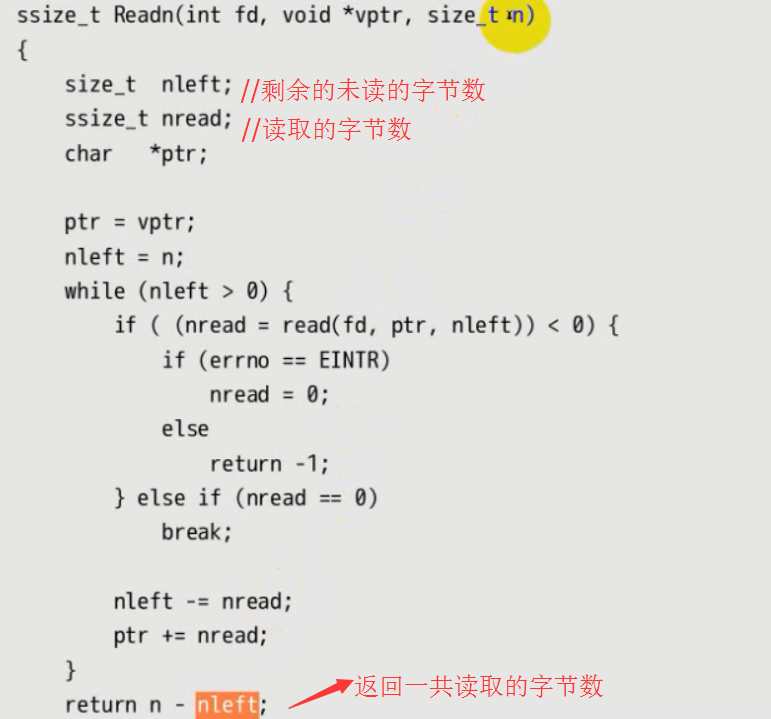 ssize_t Readn(int fd, void *vptr, size_t n)
{
size_t nleft; //剩余的未读的字节数
ssize_t nread; //读取的字节数
char *ptr;
ptr = vptr;
nleft = n;
while (nleft > 0) {
if ( (nread = read(fd, ptr, nleft)) < 0) {
if (errno == EINTR)
nread = 0;
else
return -1;
} else if (nread == 0)
break;
nleft -= nread;
ptr += nread;
}
return n - nleft; 返回一共读取的字节数